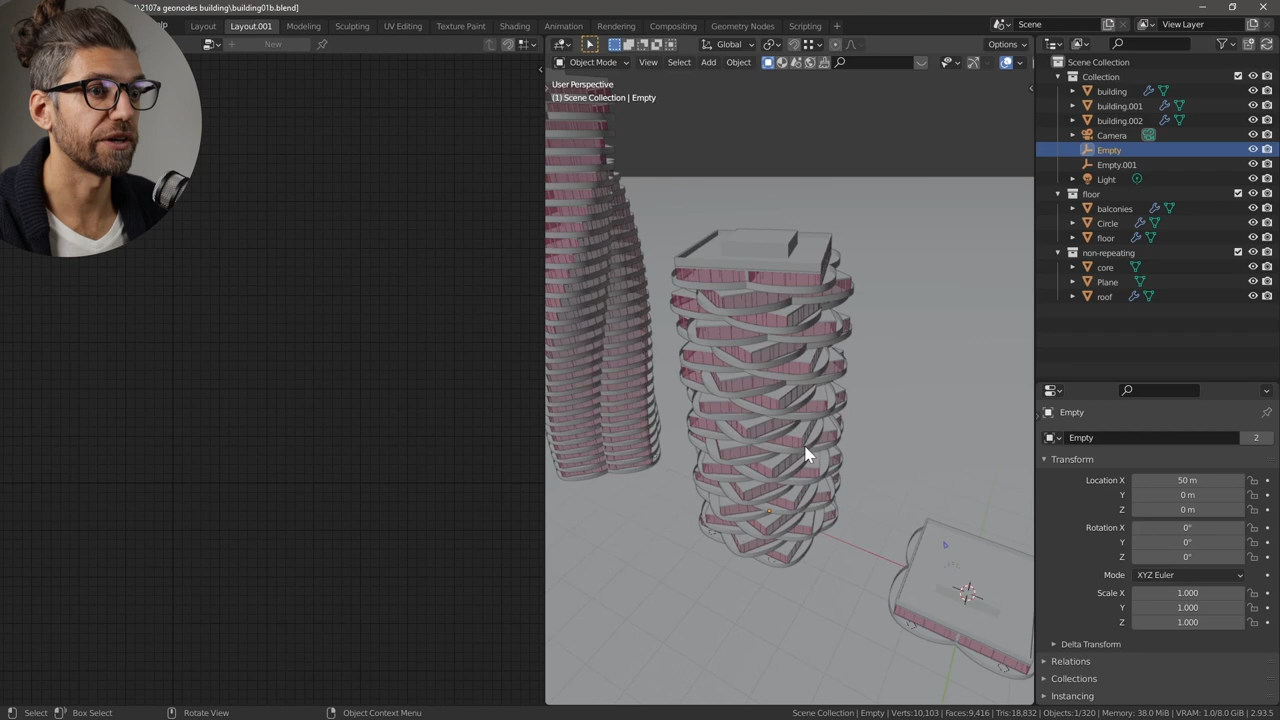 \2107a geonodes building\building01b.blend]
Layout
Layout.001
Modeling
Sculpting
UV Editing
Texture Paint
Shading
Animation
Rendering
Compositing
Geometry Nodes
Scripting
+
Scene
View Layer
New
Global
Options
Object Mode
View
Select
Add
Object
User Perspective
(1) Scene Collection | Empty
Scene Collection
Collection
building
building.001
building.002
Camera
Empty
Empty.001
Light
floor
balconies
Circle
floor
non-repeating
core
Plane
roof
Empty
Empty
2
Transform
Location X
50 m
Y
0 m
Z
0 m
Rotation X
0°
Y
0°
Z
0°
Mode
XYZ Euler
Scale X
1.000
Y
1.000
Z
1.000
Delta Transform
Relations
Collections
Instancing
Select
Box Select
Rotate View
Object Context Menu
Scene Collection | Empty | Verts:10,103 | Faces:9,416 | Tris:18,832 | Objects:1/320 | Memory: 38.0 MiB | VRAM: 1.0/8.0 GiB | 2.93.5